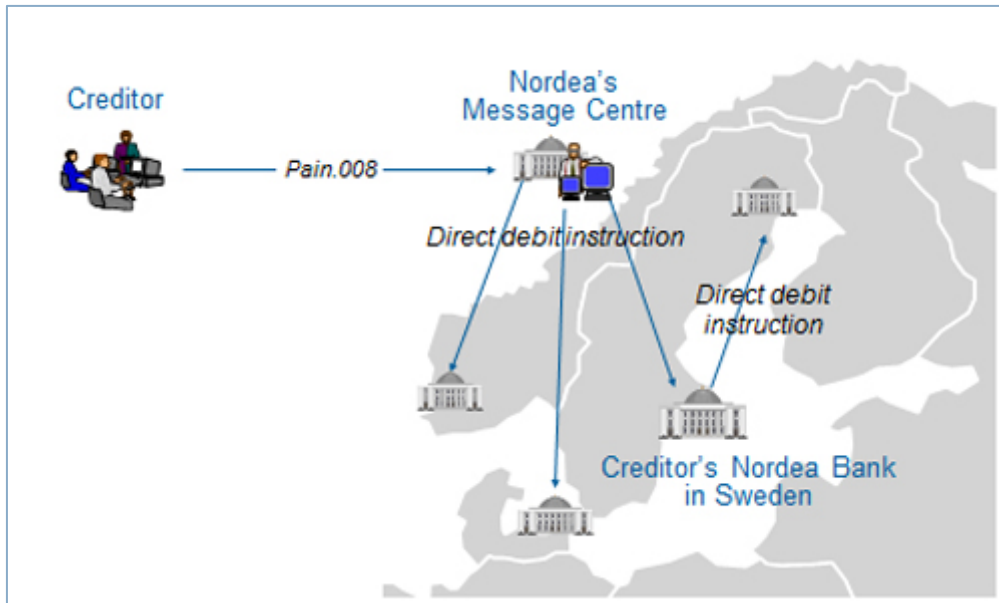 Creditor
Nordea's
Message Centre
Pain.008
Direct debit instruction
Direct debit
instruction
Creditor's Nordea Bank
in Sweden